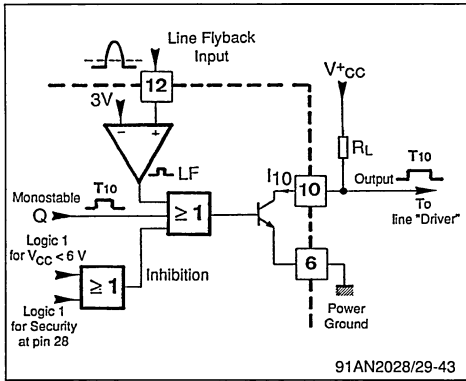 Line Flyback
Input
V+CC
12
3V
−
+
RL
LF
I10
T10
10
Output
T10
Monostable
Q
≥ 1
To
line "Driver"
Logic 1
for VCC < 6 V
Inhibition
≥ 1
6
Logic 1
for Security
at pin 28
Power
Ground
91AN2028/29-43